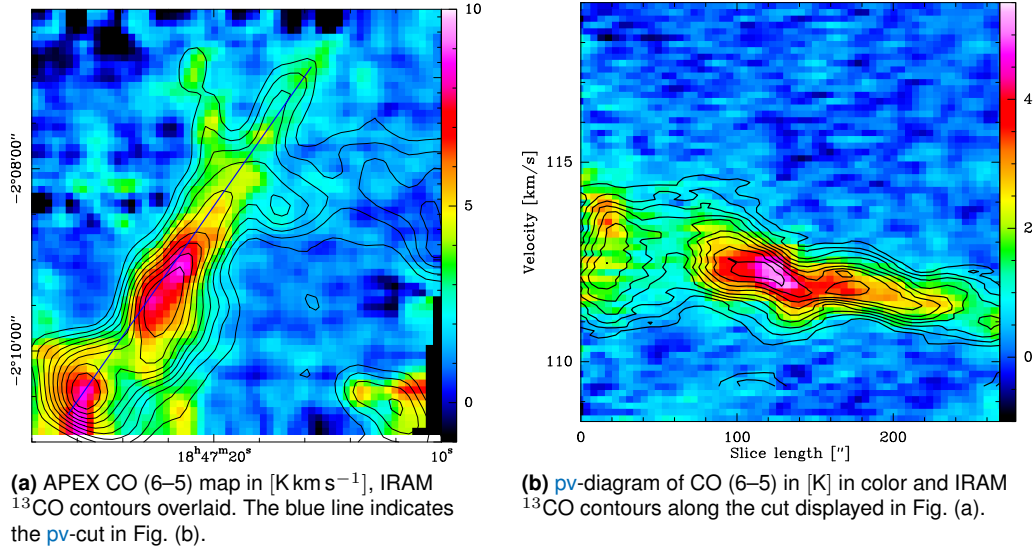 10
5
0
−2°08′00″
−2°10′00″
18ʰ47ᵐ20ˢ
10ˢ
115
110
Velocity [km/s]
0
100
200
Slice length [″]
4
2
0
(a) APEX CO (6–5) map in [K km s⁻¹], IRAM
¹³CO contours overlaid. The blue line indicates
the pv-cut in Fig. (b).
(b) pv-diagram of CO (6–5) in [K] in color and IRAM
¹³CO contours along the cut displayed in Fig. (a).